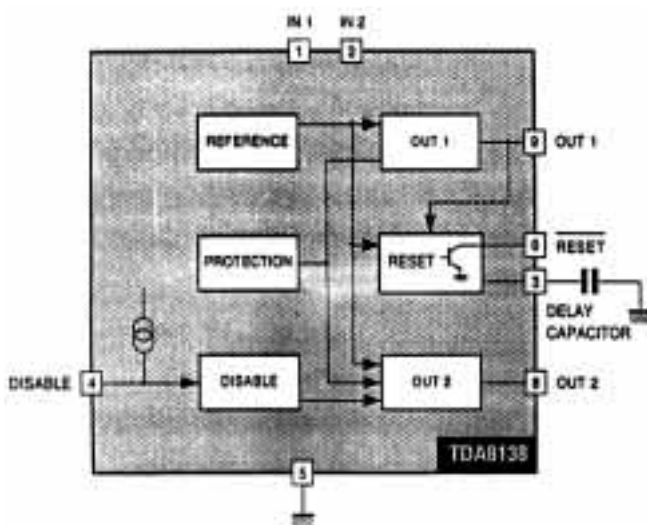 IN 1 IN 2
1 2
REFERENCE OUT 1 9 OUT 1
PROTECTION RESET 6 RESET
3
DELAY
CAPACITOR
DISABLE 4 DISABLE OUT 2 8 OUT 2
TDA8138
5